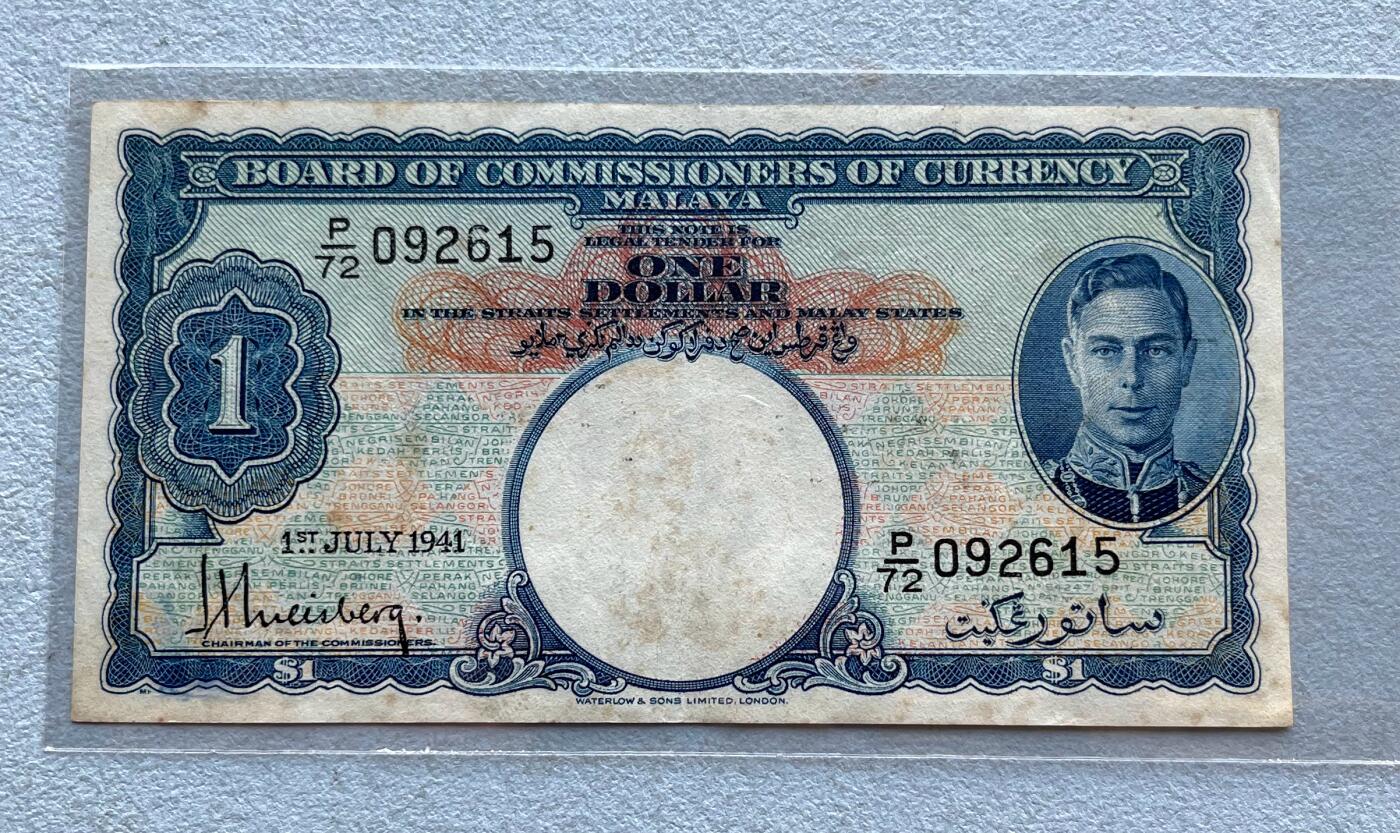 BOARD OF COMMISSIONERS OF CURRENCY
MALAYA
P/72 092615
THIS NOTE IS
LEGAL TENDER FOR
ONE
DOLLAR
IN THE STRAITS SETTLEMENTS AND MALAY STATES
1
1ST JULY 1941
CHAIRMAN OF THE COMMISSIONERS.
P/72 092615
ساتو رڠݢيت
$1
$1
WATERLOW & SONS LIMITED, LONDON.